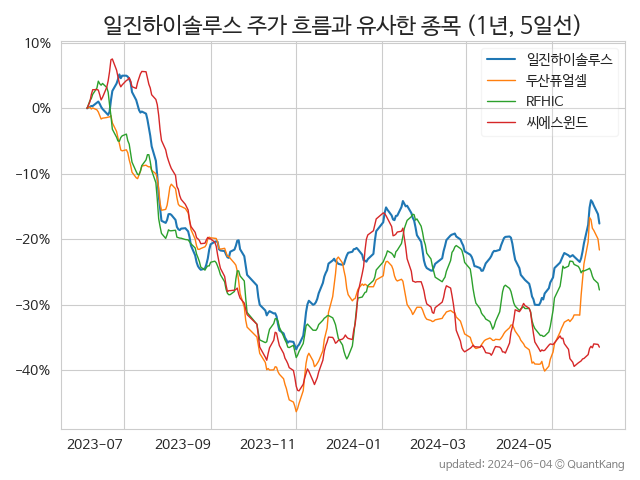 일진하이솔루스 주가 흐름과 유사한 종목 (1년, 5일선)
10%
0%
−10%
−20%
−30%
−40%
일진하이솔루스
두산퓨얼셀
RFHIC
씨에스윈드
2023-07
2023-09
2023-11
2024-01
2024-03
2024-05
updated: 2024-06-04 © QuantKang